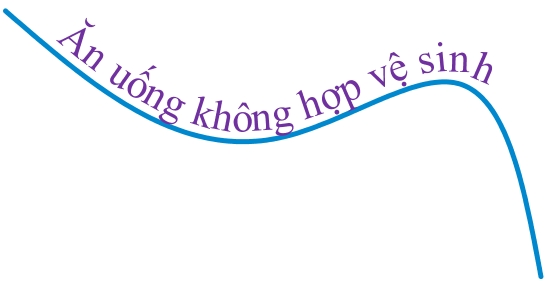 Ăn uống không hợp vệ sinh